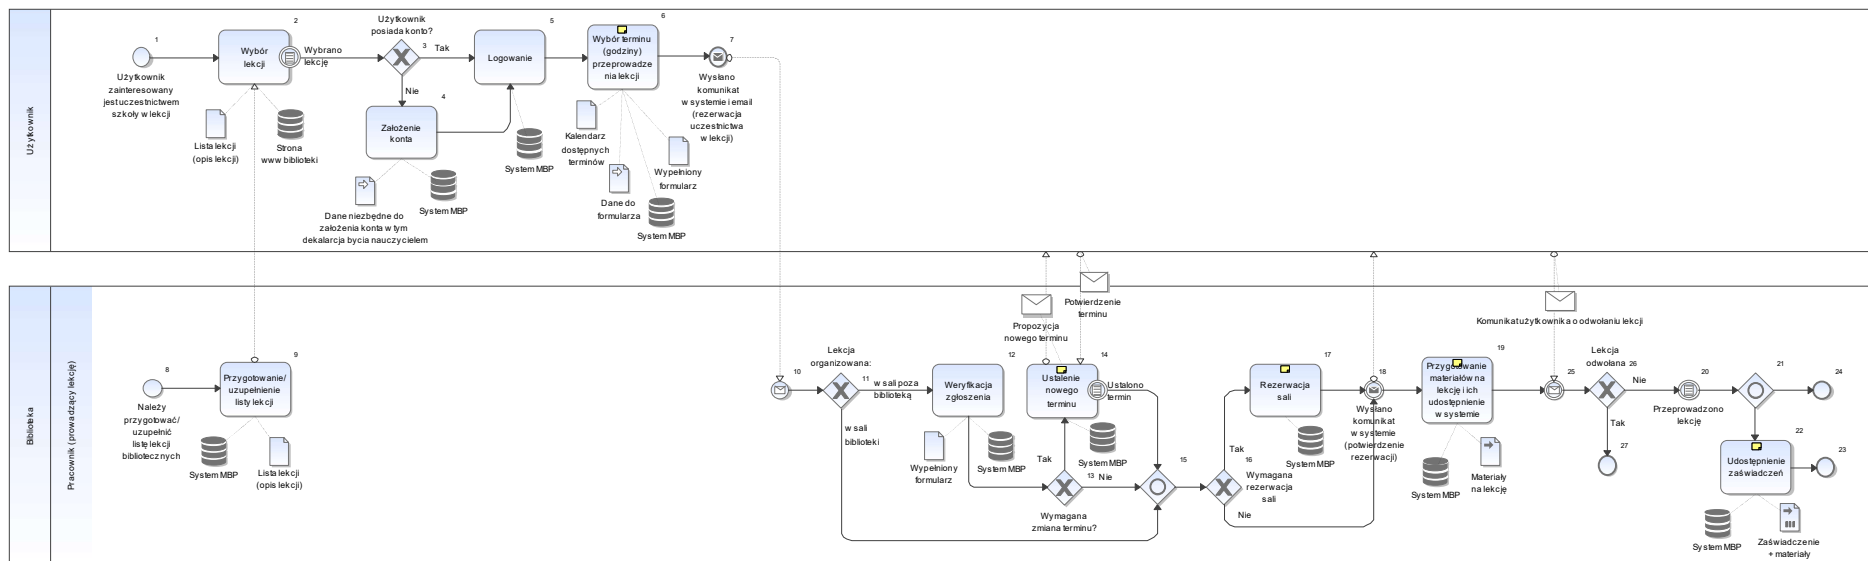 Użytkownik
1
Użytkownik
zainteresowany
jest uczestnictwem
szkoły w lekcji
2
Wybór
lekcji
Wybrano
lekcję
Lista lekcji
(opis lekcji)
Strona
www biblioteki
Użytkownik
posiada konto?
3
Tak
Nie
4
Założenie
konta
Dane niezbędne do
założenia konta w tym
dekalarcja bycia nauczycielem
System MBP
5
Logowanie
System MBP
6
Wybór terminu
(godziny)
przeprowadze
nia lekcji
Kalendarz
dostępnych
terminów
Dane do
formularza
Wypełniony
formularz
System MBP
7
Wysłano
komunikat
w systemie i email
(rezerwacja
uczestnictwa
w lekcji)
Biblioteka
Pracownik (prowadzący lekcję)
8
Należy
przygotować/
uzupełnić
listę lekcji
bibliotecznych
9
Przygotowanie/
uzupełnienie
listy lekcji
System MBP
Lista lekcji
(opis lekcji)
10
Lekcja
organizowana:
11
w sali poza
biblioteką
w sali
biblioteki
12
Weryfikacja
zgłoszenia
Wypełniony
formularz
System MBP
Propozycja
nowego terminu
Potwierdzenie
terminu
14
Ustalenie
nowego
terminu
Ustalono
termin
System MBP
Tak
13
Nie
Wymagana
zmiana terminu?
15
16
Tak
Wymagana
rezerwacja
sali
Nie
17
Rezerwacja
sali
System MBP
18
Wysłano
komunikat
w systemie
(potwierdzenie
rezerwacji)
19
Przygotowanie
materiałów na
lekcję i ich
udostępnienie
w systemie
System MBP
Materiały
na lekcję
Komunikat użytkownika o odwołaniu lekcji
25
Lekcja
odwołana
26
Nie
Tak
27
20
Przeprowadzono
lekcję
21
24
22
Udostępnienie
zaświadczeń
23
System MBP
Zaświadczenie
+ materiały